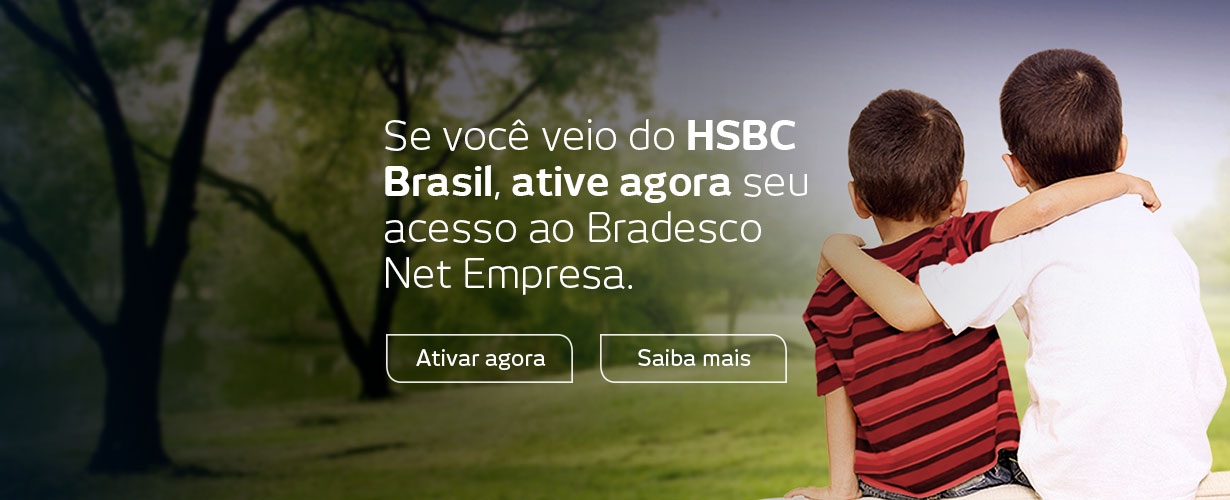 Se você veio do HSBC
Brasil, ative agora seu
acesso ao Bradesco
Net Empresa.
Ativar agora
Saiba mais